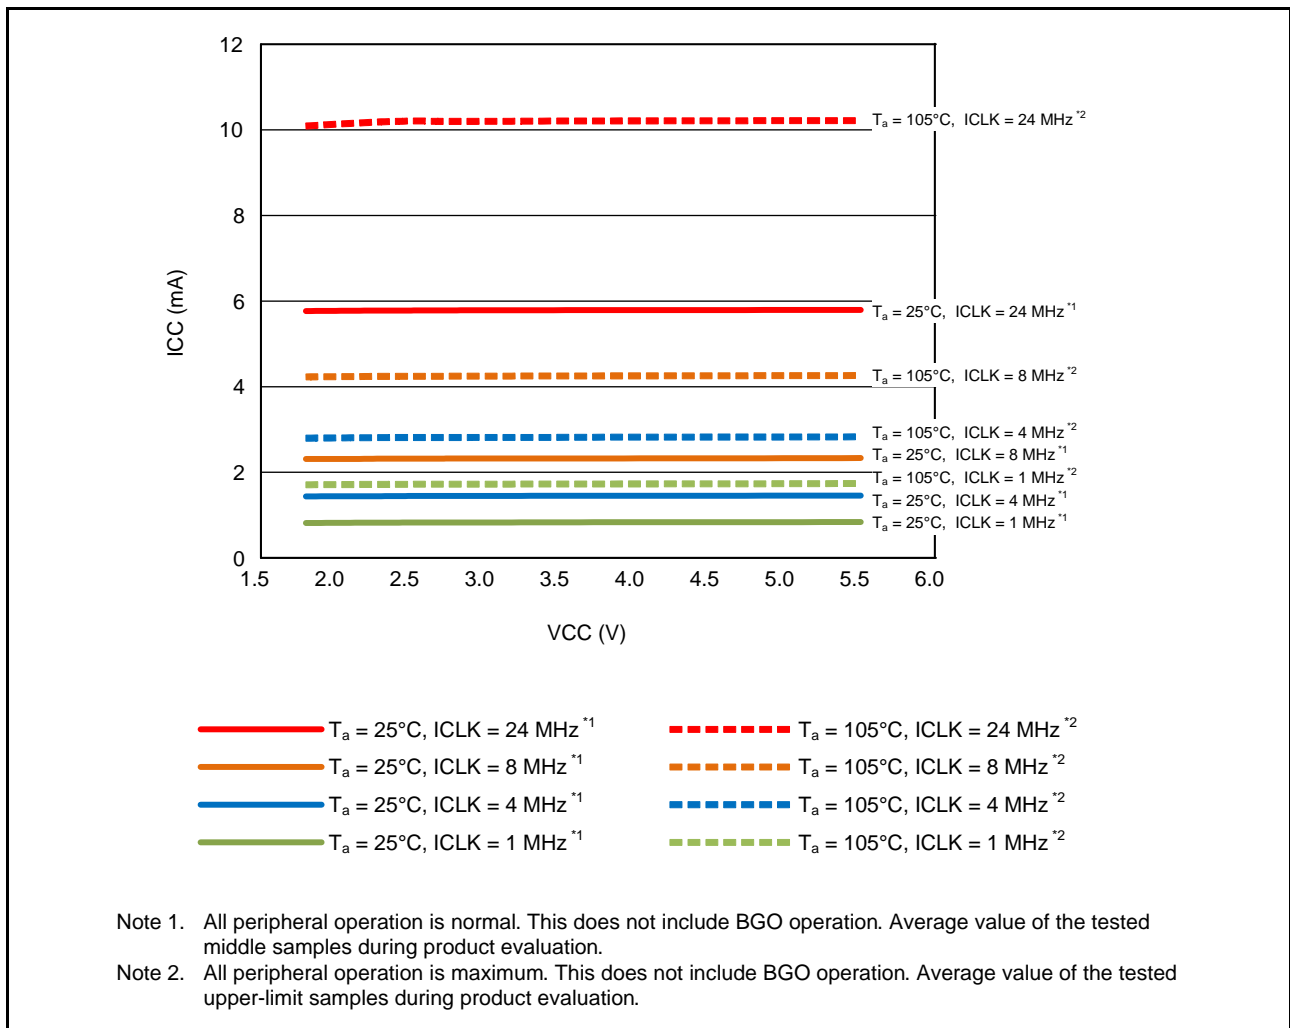 12
10
8
6
4
2
0
ICC (mA)
1.5 2.0 2.5 3.0 3.5 4.0 4.5 5.0 5.5 6.0
VCC (V)
Ta = 105°C, ICLK = 24 MHz *2
Ta = 25°C, ICLK = 24 MHz *1
Ta = 105°C, ICLK = 8 MHz *2
Ta = 105°C, ICLK = 4 MHz *2
Ta = 25°C, ICLK = 8 MHz *1
Ta = 105°C, ICLK = 1 MHz *2
Ta = 25°C, ICLK = 4 MHz *1
Ta = 25°C, ICLK = 1 MHz *1
Ta = 25°C, ICLK = 24 MHz *1
Ta = 105°C, ICLK = 24 MHz *2
Ta = 25°C, ICLK = 8 MHz *1
Ta = 105°C, ICLK = 8 MHz *2
Ta = 25°C, ICLK = 4 MHz *1
Ta = 105°C, ICLK = 4 MHz *2
Ta = 25°C, ICLK = 1 MHz *1
Ta = 105°C, ICLK = 1 MHz *2
Note 1. All peripheral operation is normal. This does not include BGO operation. Average value of the tested
middle samples during product evaluation.
Note 2. All peripheral operation is maximum. This does not include BGO operation. Average value of the tested
upper-limit samples during product evaluation.